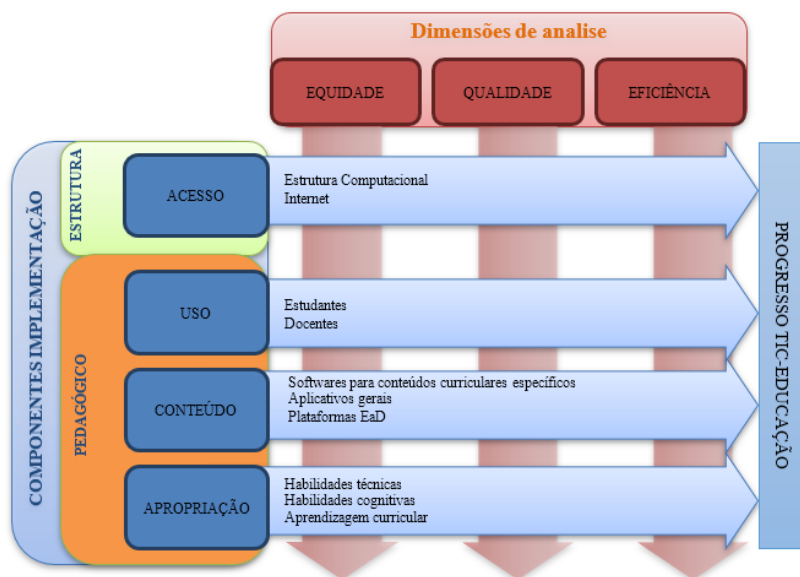 Dimensões de analise
EQUIDADE
QUALIDADE
EFICIÊNCIA
COMPONENTES IMPLEMENTAÇÃO
ESTRUTURA
ACESSO
Estrutura Computacional
Internet
PEDAGÓGICO
USO
Estudantes
Docentes
CONTEÚDO
Softwares para conteúdos curriculares específicos
Aplicativos gerais
Plataformas EaD
APROPRIAÇÃO
Habilidades técnicas
Habilidades cognitivas
Aprendizagem curricular
PROGRESSO TIC-EDUCAÇÃO